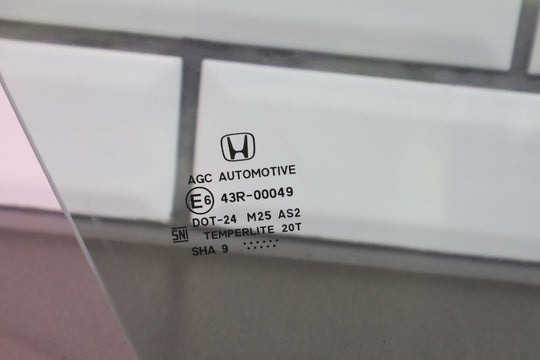 AGC AUTOMOTIVE
E6 43R-00049
DOT-24 M25 AS2
SNI TEMPERLITE 20T
SHA 9